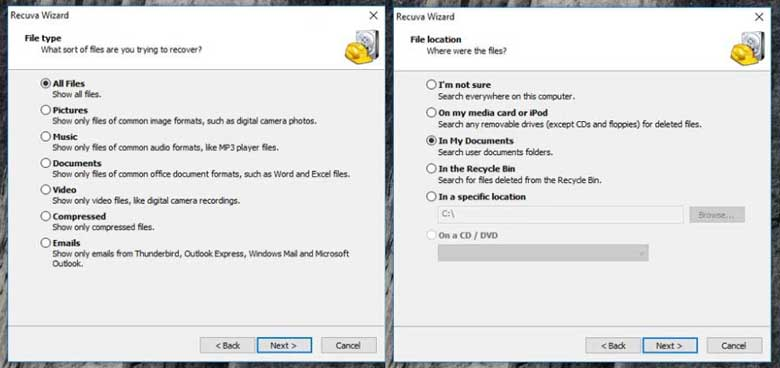 Recuva Wizard
File type
What sort of files are you trying to recover?
All Files
Show all files.
Pictures
Show only files of common image formats, such as digital camera photos.
Music
Show only files of common audio formats, like MP3 player files.
Documents
Show only files of common office document formats, such as Word and Excel files.
Video
Show only video files, like digital camera recordings.
Compressed
Show only compressed files.
Emails
Show only emails from Thunderbird, Outlook Express, Windows Mail and Microsoft
Outlook.
< Back
Next >
Cancel
Recuva Wizard
File location
Where were the files?
I'm not sure
Search everywhere on this computer.
On my media card or iPod
Search any removable drives (except CDs and floppies) for deleted files.
In My Documents
Search user documents folders.
In the Recycle Bin
Search for files deleted from the Recycle Bin.
In a specific location
C:\
Browse...
On a CD / DVD
< Back
Next >
Cancel